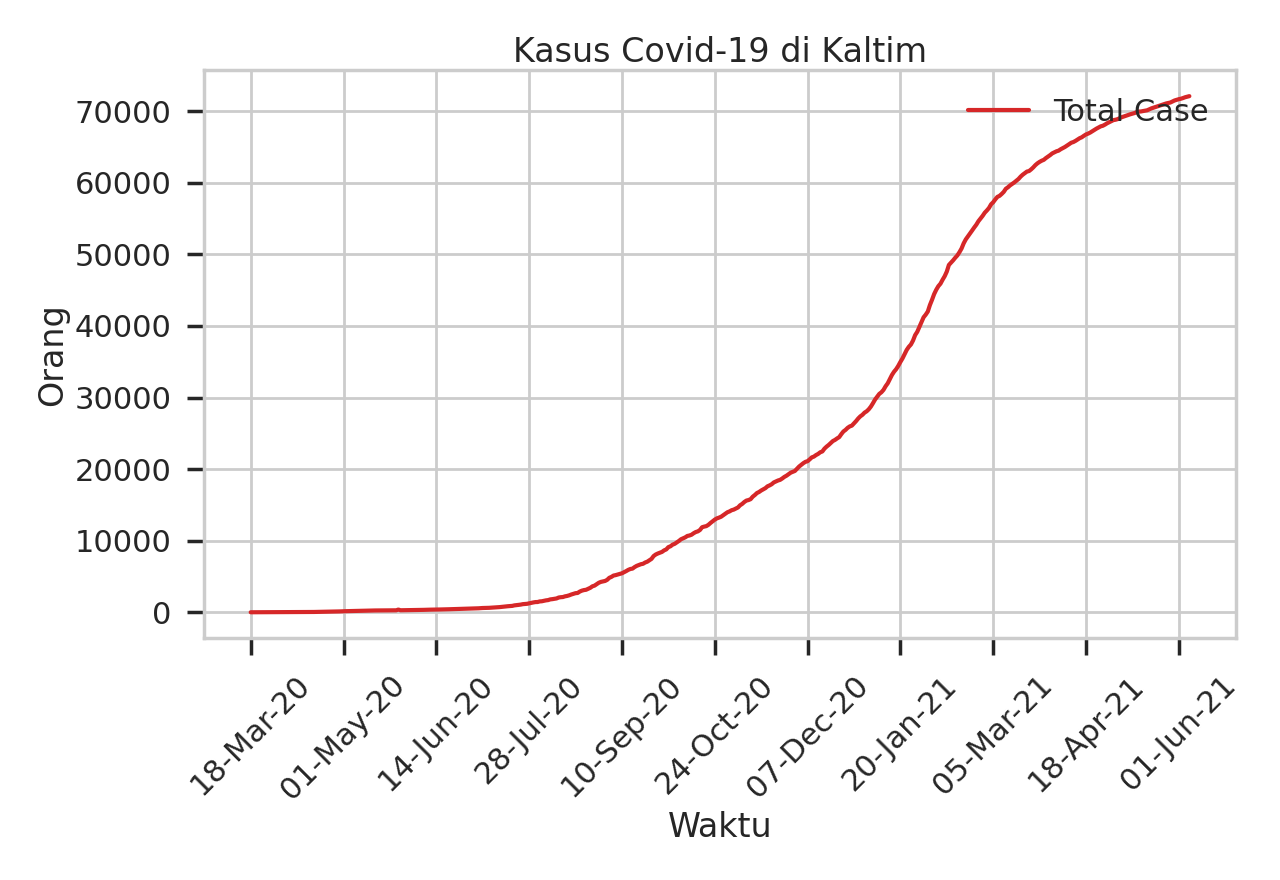 Kasus Covid-19 di Kaltim
Total Case
Orang
70000
60000
50000
40000
30000
20000
10000
0
18-Mar-20
01-May-20
14-Jun-20
28-Jul-20
10-Sep-20
24-Oct-20
07-Dec-20
20-Jan-21
05-Mar-21
18-Apr-21
01-Jun-21
Waktu